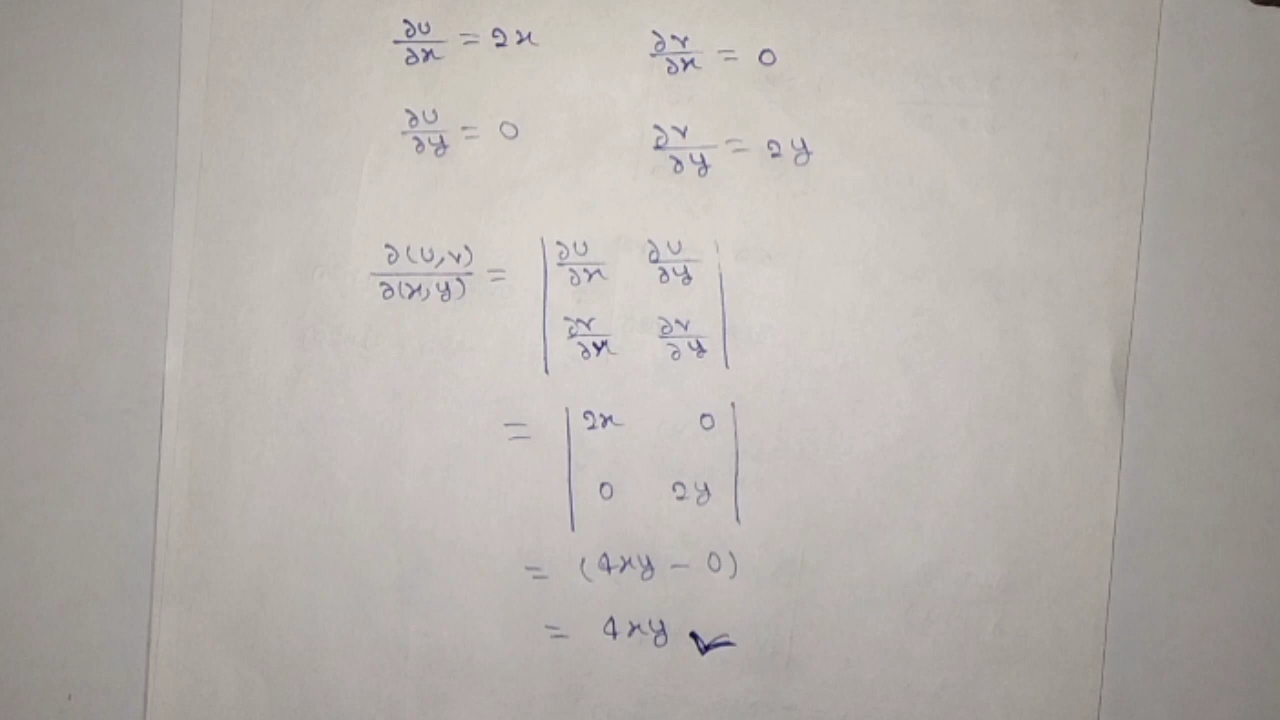 ∂u/∂x = 2x    ∂v/∂x = 0
∂u/∂y = 0    ∂v/∂y = 2y
∂(u,v)/∂(x,y) = | ∂u/∂x    ∂u/∂y |
| ∂v/∂x    ∂v/∂y |
= | 2x    0 |
| 0    2y |
= (4xy − 0)
= 4xy ✓